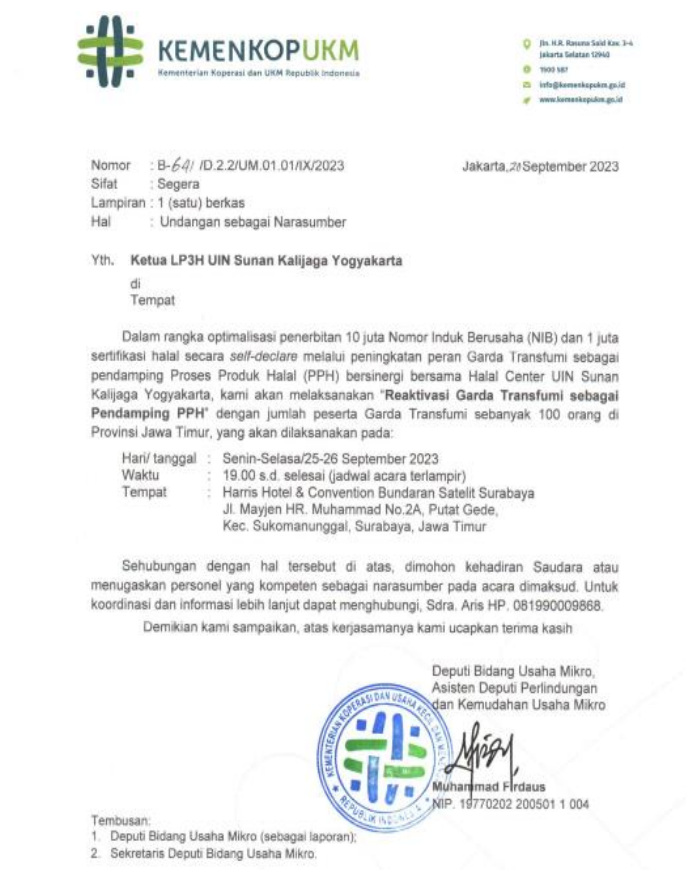 KEMENKOPUKM
Kementerian Koperasi dan UKM Republik Indonesia
Jln. H.R. Rasuna Said Kav. 3-4
Jakarta Selatan 12940
1500 587
info@kemenkopukm.go.id
www.kemenkopukm.go.id
Nomor : B-641 /D.2.2/UM.01.01/IX/2023
Jakarta, 20 September 2023
Sifat : Segera
Lampiran : 1 (satu) berkas
Hal : Undangan sebagai Narasumber
Yth. Ketua LP3H UIN Sunan Kalijaga Yogyakarta
di
Tempat
Dalam rangka optimalisasi penerbitan 10 juta Nomor Induk Berusaha (NIB) dan 1 juta
sertifikasi halal secara self-declare melalui peningkatan peran Garda Transfumi sebagai
pendamping Proses Produk Halal (PPH) bersinergi bersama Halal Center UIN Sunan
Kalijaga Yogyakarta, kami akan melaksanakan "Reaktivasi Garda Transfumi sebagai
Pendamping PPH" dengan jumlah peserta Garda Transfumi sebanyak 100 orang di
Provinsi Jawa Timur, yang akan dilaksanakan pada:
Hari/ tanggal : Senin-Selasa/25-26 September 2023
Waktu : 19.00 s.d. selesai (jadwal acara terlampir)
Tempat : Harris Hotel & Convention Bundaran Satelit Surabaya
Jl. Mayjen HR. Muhammad No.2A, Putat Gede,
Kec. Sukomanunggal, Surabaya, Jawa Timur
Sehubungan dengan hal tersebut di atas, dimohon kehadiran Saudara atau
menugaskan personel yang kompeten sebagai narasumber pada acara dimaksud. Untuk
koordinasi dan informasi lebih lanjut dapat menghubungi, Sdra. Aris HP. 081990009868.
Demikian kami sampaikan, atas kerjasamanya kami ucapkan terima kasih
Deputi Bidang Usaha Mikro,
Asisten Deputi Perlindungan
dan Kemudahan Usaha Mikro
KEMENTERIAN KOPERASI DAN USAHA KECIL DAN
REPUBLIK INDONESIA
Muhammad Firdaus
NIP. 19770202 200501 1 004
Tembusan:
1. Deputi Bidang Usaha Mikro (sebagai laporan);
2. Sekretaris Deputi Bidang Usaha Mikro.